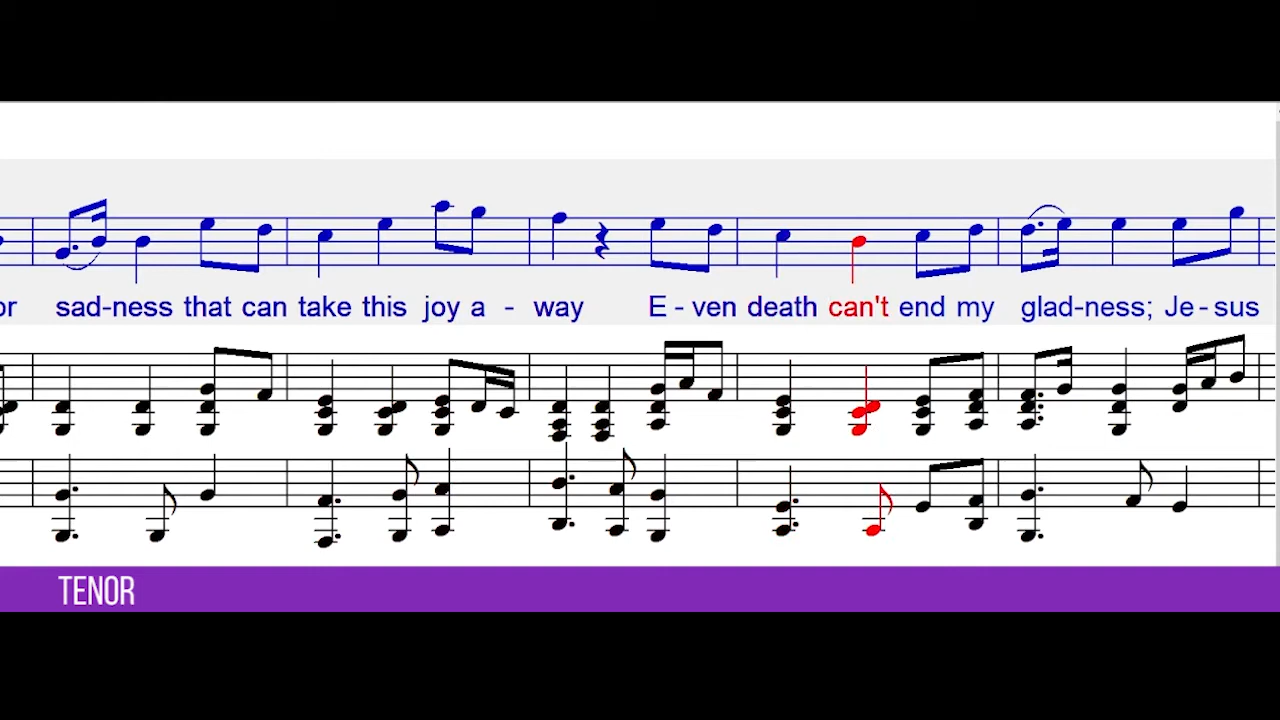 or sad-ness that can take this joy a - way E - ven death can't end my glad-ness; Je - sus
TENOR